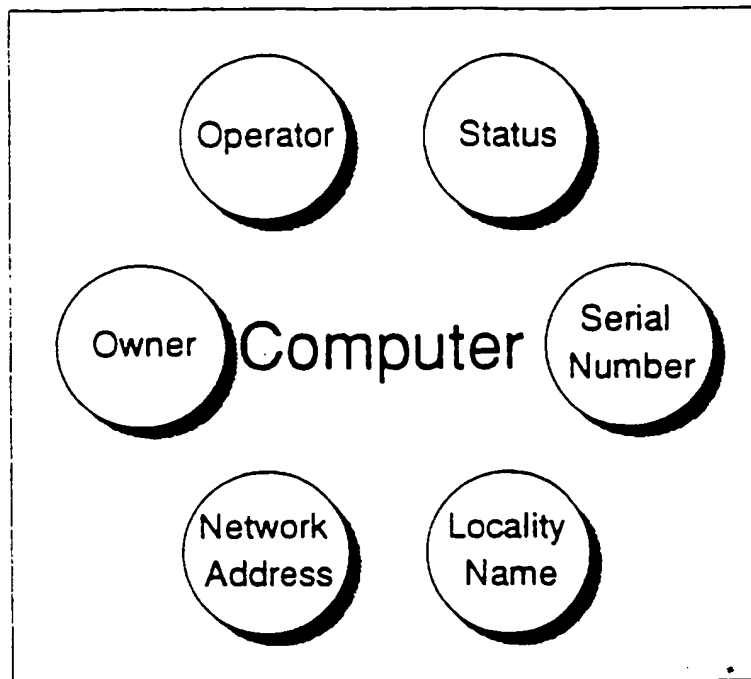 Operator
Status
Owner
Computer
Serial
Number
Network
Address
Locality
Name